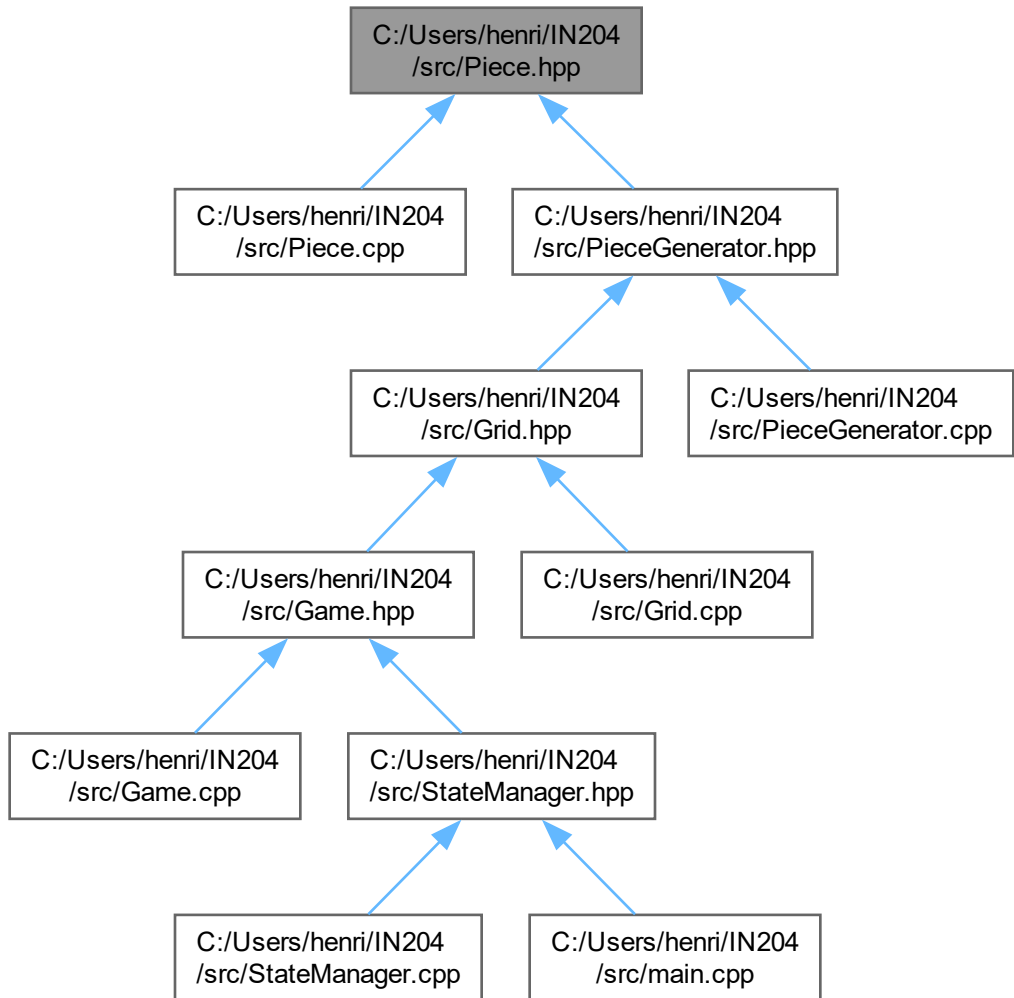 C:/Users/henri/IN204
/src/Piece.hpp
C:/Users/henri/IN204
/src/Piece.cpp
C:/Users/henri/IN204
/src/PieceGenerator.hpp
C:/Users/henri/IN204
/src/Grid.hpp
C:/Users/henri/IN204
/src/PieceGenerator.cpp
C:/Users/henri/IN204
/src/Game.hpp
C:/Users/henri/IN204
/src/Grid.cpp
C:/Users/henri/IN204
/src/Game.cpp
C:/Users/henri/IN204
/src/StateManager.hpp
C:/Users/henri/IN204
/src/StateManager.cpp
C:/Users/henri/IN204
/src/main.cpp